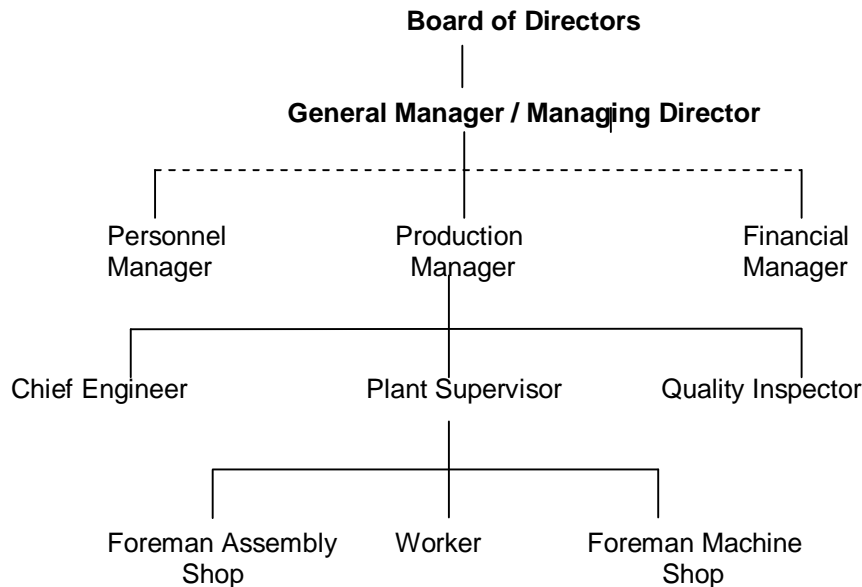 Board of Directors
General Manager / Managing Director
Personnel
Manager
Production
Manager
Financial
Manager
Chief Engineer
Plant Supervisor
Quality Inspector
Foreman Assembly
Shop
Worker
Foreman Machine
Shop